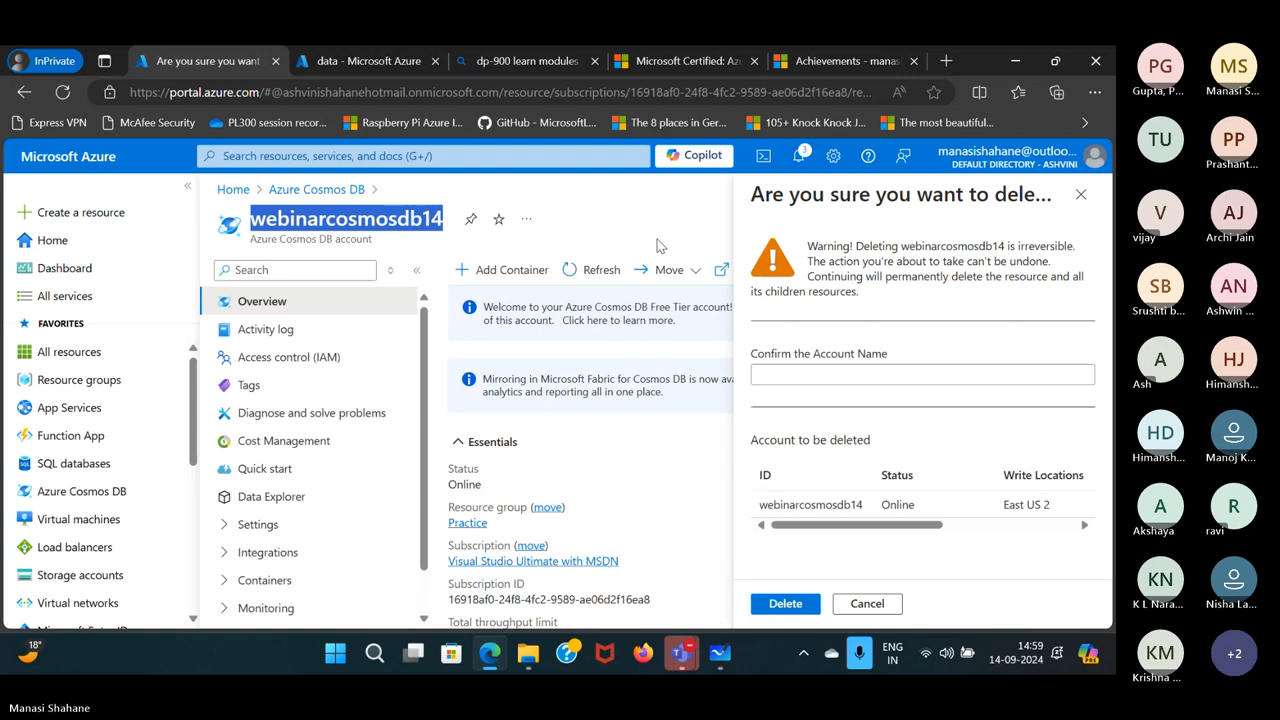 InPrivate
Are you sure you want
data - Microsoft Azure
dp-900 learn modules
Microsoft Certified: Az
Achievements - manas
https://portal.azure.com/#@ashvinishahanehotmail.onmicrosoft.com/resource/subscriptions/16918af0-24f8-4fc2-9589-ae06d2f16ea8/re...
Express VPN
McAfee Security
PL300 session recor...
Raspberry Pi Azure I...
GitHub - MicrosoftL...
The 8 places in Ger...
105+ Knock Knock J...
The most beautiful...
Microsoft Azure
Search resources, services, and docs (G+/)
Copilot
3
manasishahane@outloo...
DEFAULT DIRECTORY - ASHVINI
Create a resource
Home
Dashboard
All services
FAVORITES
All resources
Resource groups
App Services
Function App
SQL databases
Azure Cosmos DB
Virtual machines
Load balancers
Storage accounts
Virtual networks
Home > Azure Cosmos DB >
webinarcosmosdb14
Azure Cosmos DB account
Search
Overview
Activity log
Access control (IAM)
Tags
Diagnose and solve problems
Cost Management
Quick start
Data Explorer
Settings
Integrations
Containers
Monitoring
Add Container
Refresh
Move
Welcome to your Azure Cosmos DB Free Tier account!
of this account. Click here to learn more.
Mirroring in Microsoft Fabric for Cosmos DB is now ava
analytics and reporting all in one place.
Essentials
Status
Online
Resource group (move)
Practice
Subscription (move)
Visual Studio Ultimate with MSDN
Subscription ID
16918af0-24f8-4fc2-9589-ae06d2f16ea8
Total throughput limit
Are you sure you want to dele...
Warning! Deleting webinarcosmosdb14 is irreversible.
The action you're about to take can't be undone.
Continuing will permanently delete the resource and all
its children resources.
Confirm the Account Name
Account to be deleted
ID Status Write Locations
webinarcosmosdb14 Online East US 2
Delete
Cancel
18°
ENG
IN
14:59
14-09-2024
PRE
PG
Gupta, P...
MS
Manasi S...
TU
PP
Prashant...
V
vijay
AJ
Archi Jain
SB
Srushti b...
AN
Ashwin ...
A
Ash
HJ
Himansh...
HD
Himansh...
Manoj K...
A
Akshaya
R
ravi
KN
K L Nara...
Nisha La...
KM
Krishna ...
+2
Manasi Shahane